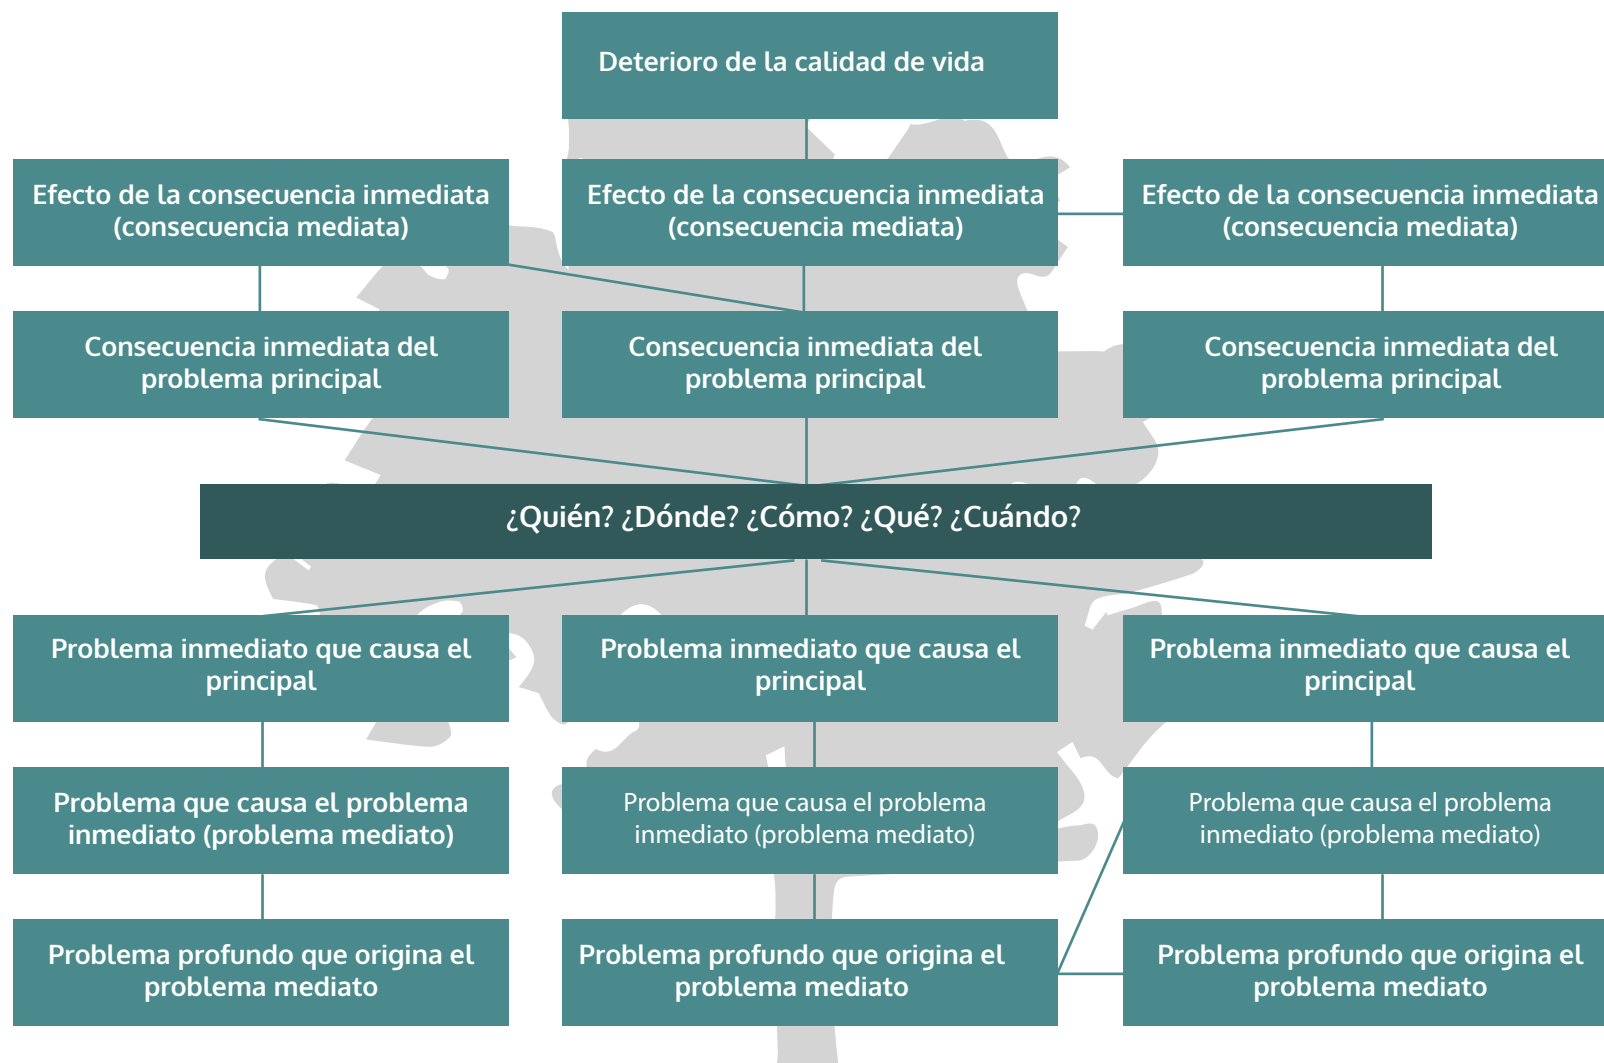 Deterioro de la calidad de vida
Efecto de la consecuencia inmediata
(consecuencia mediata)
Efecto de la consecuencia inmediata
(consecuencia mediata)
Efecto de la consecuencia inmediata
(consecuencia mediata)
Consecuencia inmediata del
problema principal
Consecuencia inmediata del
problema principal
Consecuencia inmediata del
problema principal
¿Quién? ¿Dónde? ¿Cómo? ¿Qué? ¿Cuándo?
Problema inmediato que causa el
principal
Problema inmediato que causa el
principal
Problema inmediato que causa el
principal
Problema que causa el problema
inmediato (problema mediato)
Problema que causa el problema
inmediato (problema mediato)
Problema que causa el problema
inmediato (problema mediato)
Problema profundo que origina el
problema mediato
Problema profundo que origina el
problema mediato
Problema profundo que origina el
problema mediato